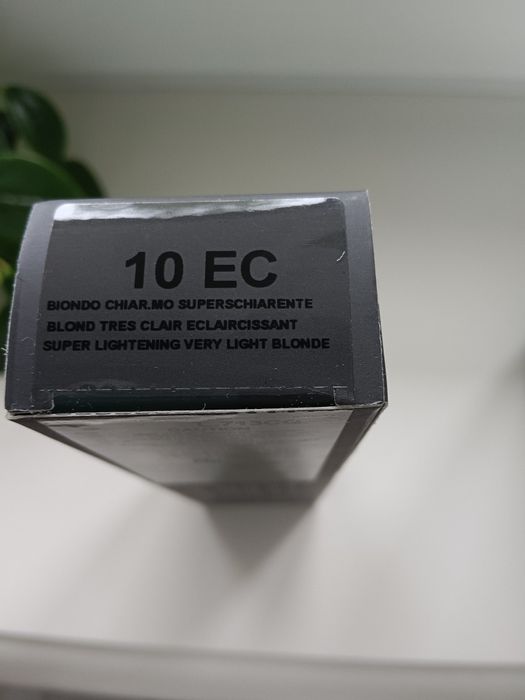 10 EC
BIONDO CHIAR.MO SUPERSCHIARENTE
BLOND TRES CLAIR ECLAIRCISSANT
SUPER LIGHTENING VERY LIGHT BLONDE